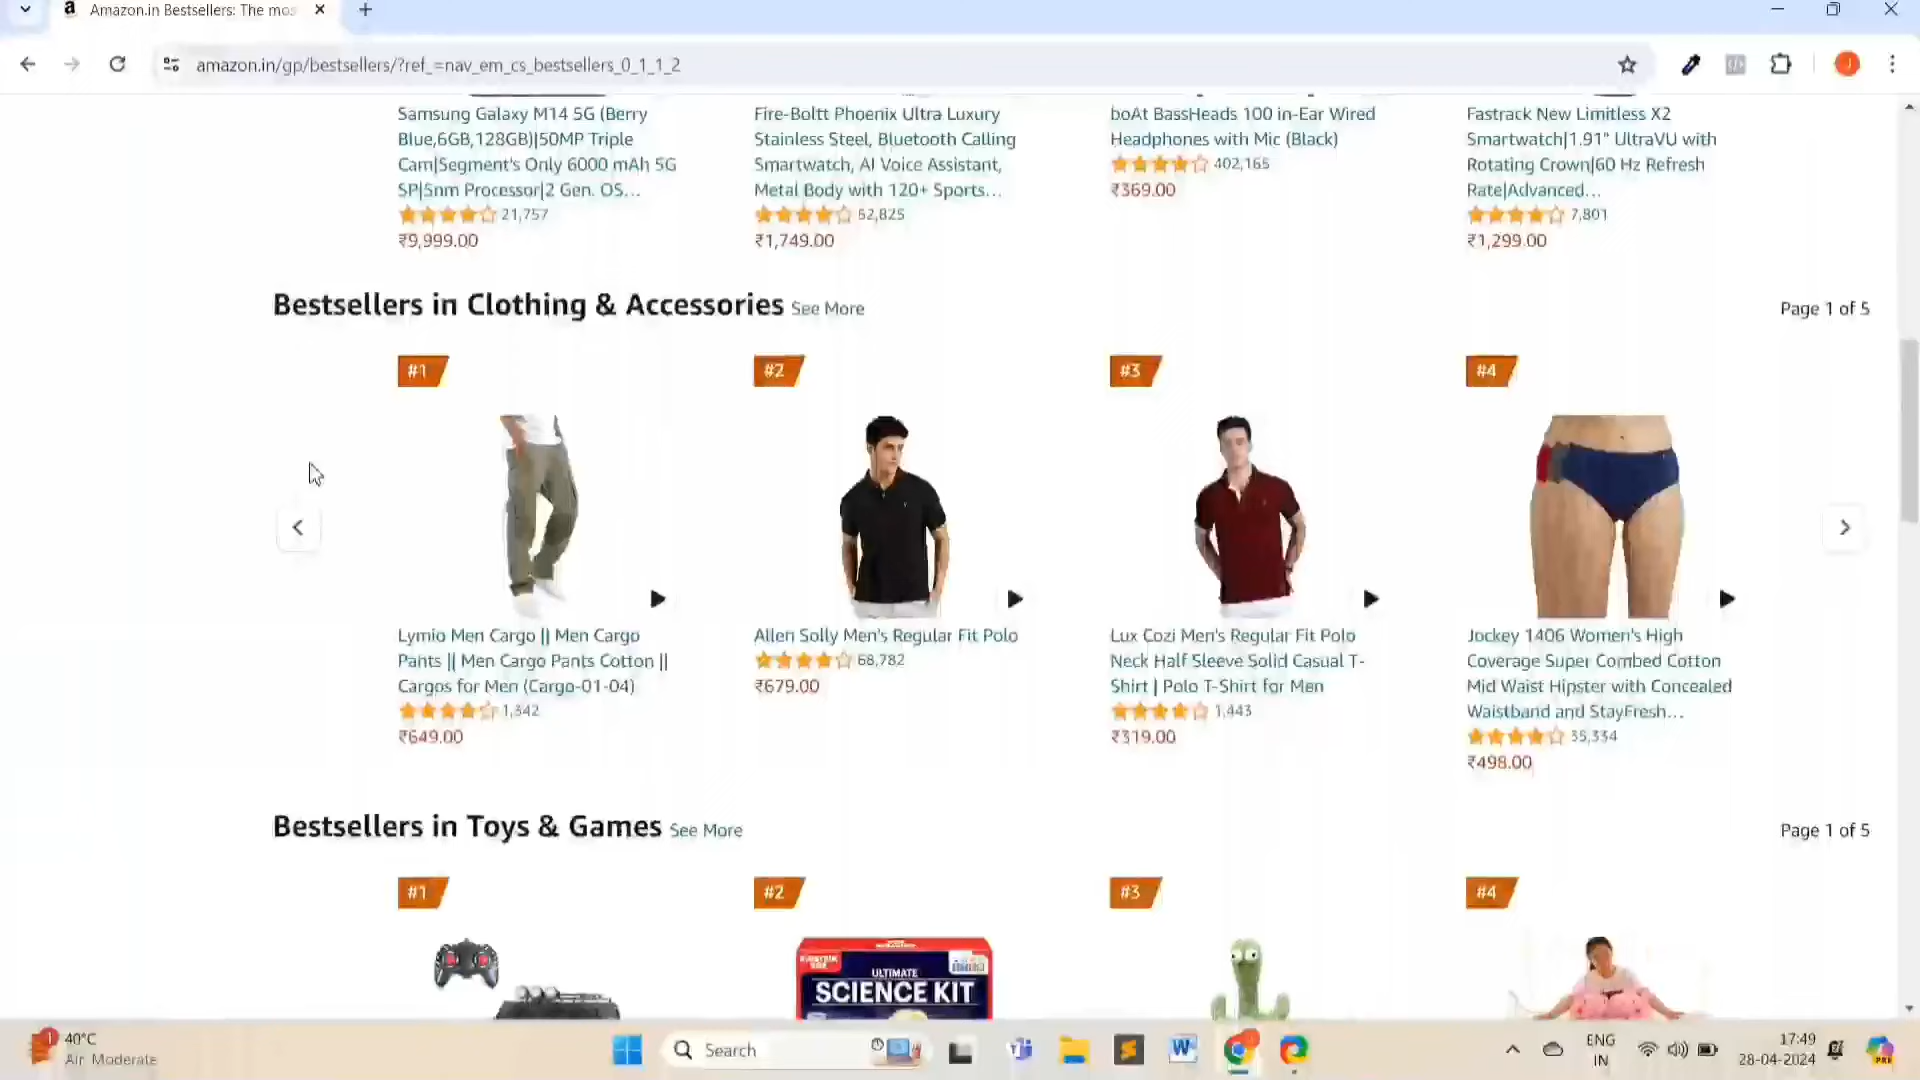 Amazon.in Bestsellers: The mos
amazon.in/gp/bestsellers/?ref_=nav_em_cs_bestsellers_0_1_1_2
J
Samsung Galaxy M14 5G (Berry
Blue,6GB,128GB)|50MP Triple
Cam|Segment's Only 6000 mAh 5G
SP|5nm Processor|2 Gen. OS...
21,757
₹9,999.00
Fire-Boltt Phoenix Ultra Luxury
Stainless Steel, Bluetooth Calling
Smartwatch, AI Voice Assistant,
Metal Body with 120+ Sports...
52,825
₹1,749.00
boAt BassHeads 100 in-Ear Wired
Headphones with Mic (Black)
402,165
₹369.00
Fastrack New Limitless X2
Smartwatch|1.91" UltraVU with
Rotating Crown|60 Hz Refresh
Rate|Advanced...
7,801
₹1,299.00
Bestsellers in Clothing & Accessories See More
Page 1 of 5
#1
#2
#3
#4
Lymio Men Cargo || Men Cargo
Pants || Men Cargo Pants Cotton ||
Cargos for Men (Cargo-01-04)
1,342
₹649.00
Allen Solly Men's Regular Fit Polo
68,782
₹679.00
Lux Cozi Men's Regular Fit Polo
Neck Half Sleeve Solid Casual T-
Shirt | Polo T-Shirt for Men
1,443
₹319.00
Jockey 1406 Women's High
Coverage Super Combed Cotton
Mid Waist Hipster with Concealed
Waistband and StayFresh...
35,334
₹498.00
Bestsellers in Toys & Games See More
Page 1 of 5
#1
#2
#3
#4
ULTIMATE
SCIENCE KIT
1
40°C
Air Moderate
Search
ENG
IN
17:49
28-04-2024
PRE